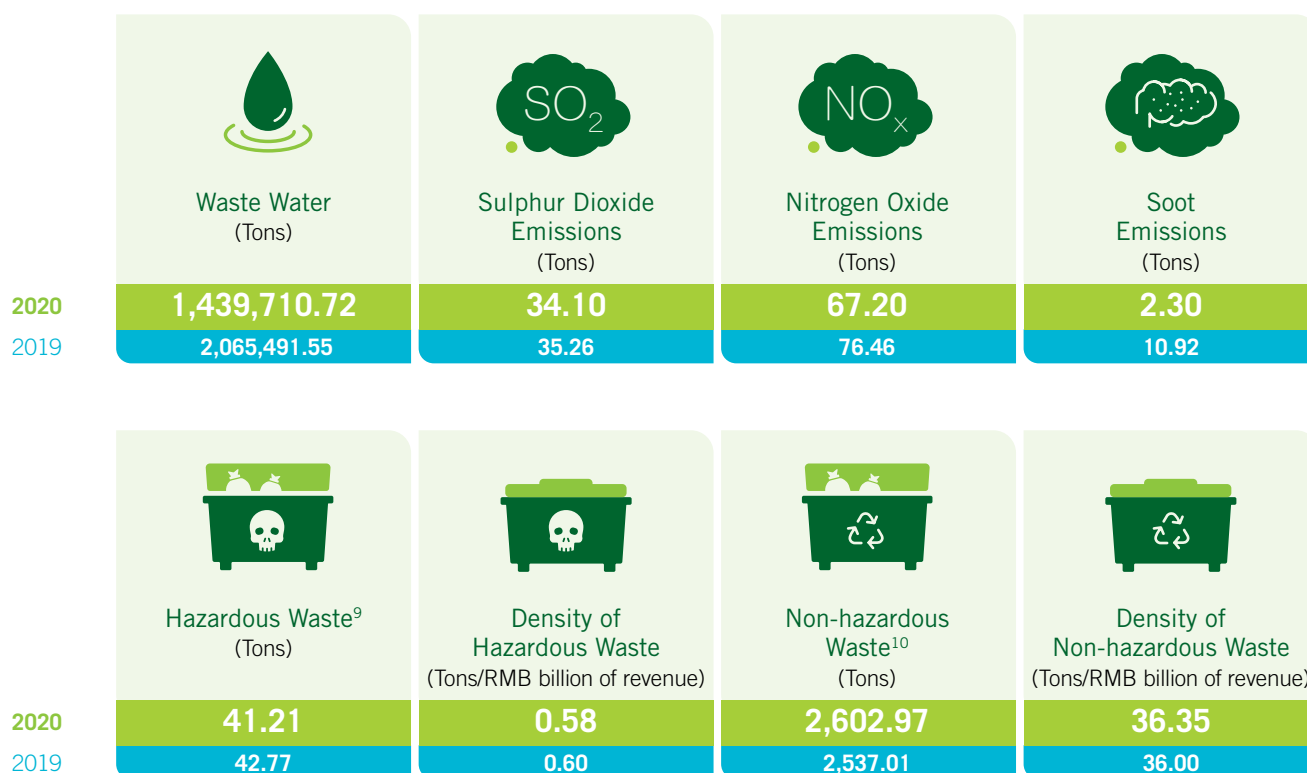 SO2
NOx
Waste Water
(Tons)
Sulphur Dioxide
Emissions
(Tons)
Nitrogen Oxide
Emissions
(Tons)
Soot
Emissions
(Tons)
2020 1,439,710.72 34.10 67.20 2.30
2019 2,065,491.55 35.26 76.46 10.92
Hazardous Waste9
(Tons)
Density of
Hazardous Waste
(Tons/RMB billion of revenue)
Non-hazardous
Waste10
(Tons)
Density of
Non-hazardous Waste
(Tons/RMB billion of revenue)
2020 41.21 0.58 2,602.97 36.35
2019 42.77 0.60 2,537.01 36.00